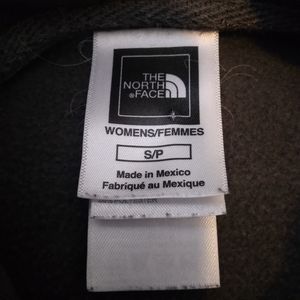 THE
NORTH
®FACE
WOMENS/FEMMES
S/P
Made in Mexico
Fabriqué au Mexique